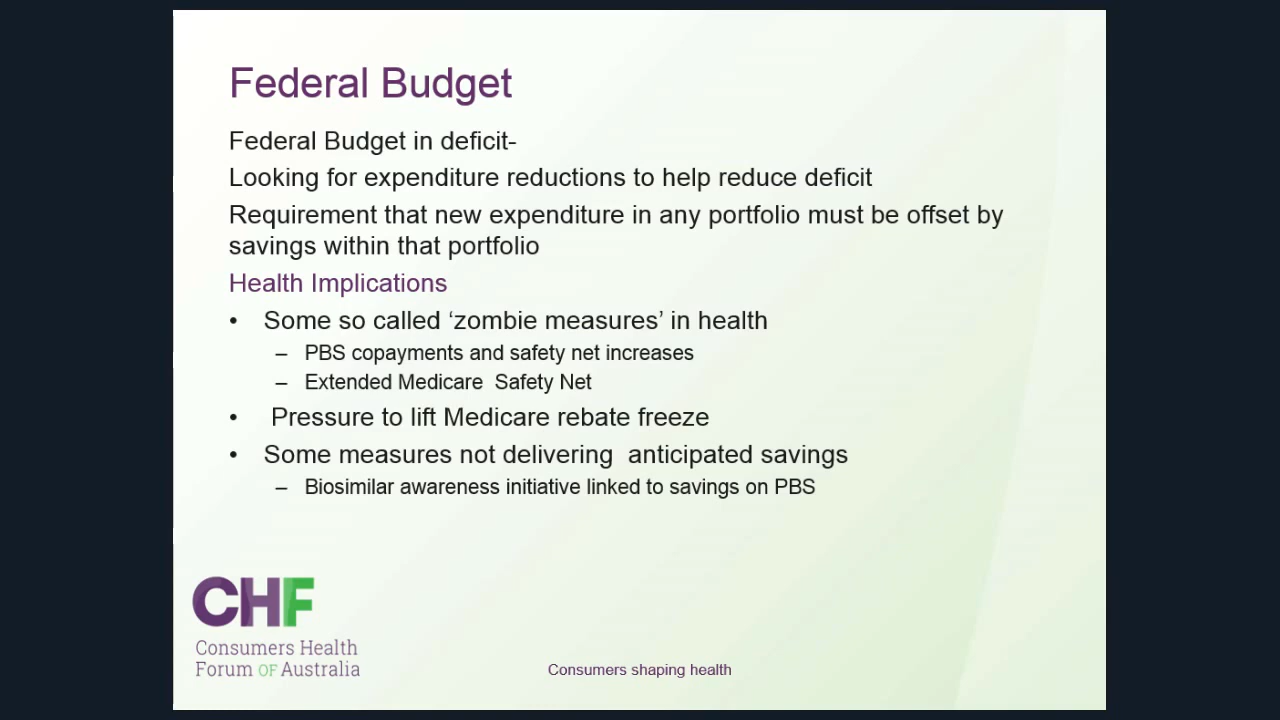 Federal Budget
Federal Budget in deficit-
Looking for expenditure reductions to help reduce deficit
Requirement that new expenditure in any portfolio must be offset by
savings within that portfolio
Health Implications
• Some so called ‘zombie measures’ in health
– PBS copayments and safety net increases
– Extended Medicare  Safety Net
• Pressure to lift Medicare rebate freeze
• Some measures not delivering  anticipated savings
– Biosimilar awareness initiative linked to savings on PBS
CHF
Consumers Health
Forum OF Australia
Consumers shaping health